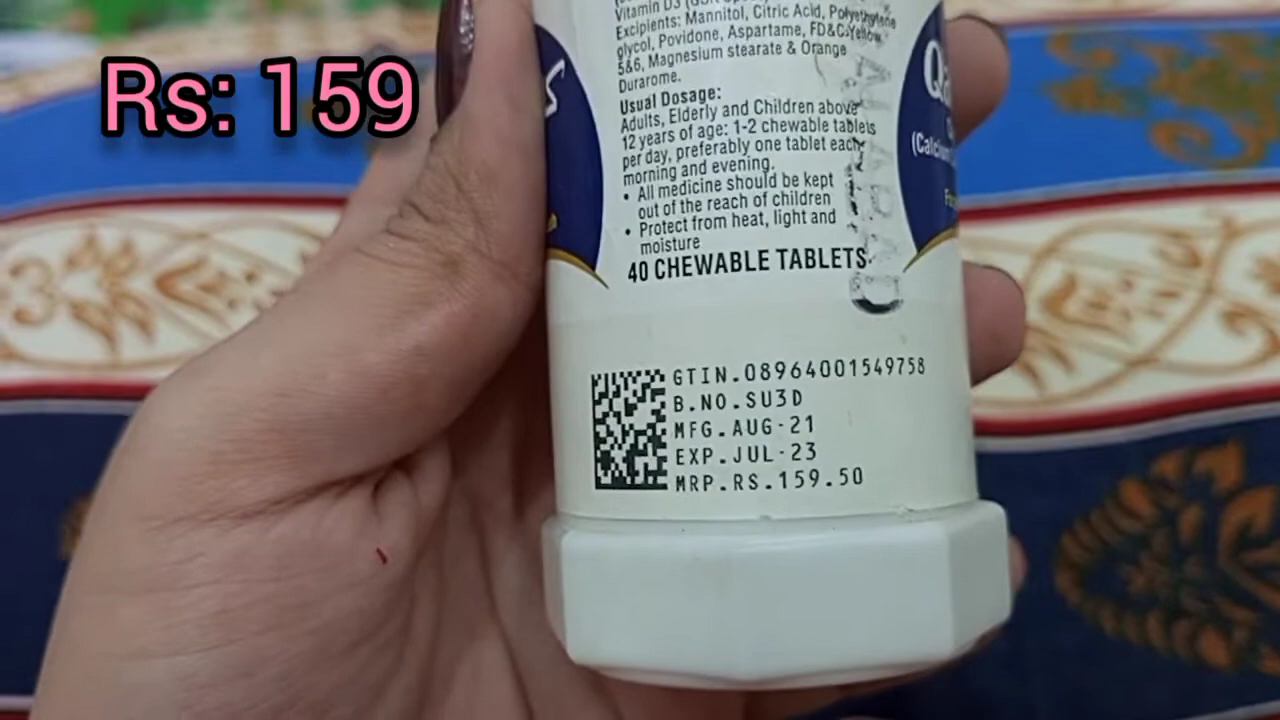 Rs: 159
Vitamin D3
Excipients: Mannitol, Citric Acid, Polyethylene
glycol, Povidone, Aspartame, FD&C Yellow
5&6, Magnesium stearate & Orange
Durarome.
Usual Dosage:
Adults, Elderly and Children above
12 years of age: 1-2 chewable tablets
per day, preferably one tablet each
morning and evening.
• All medicine should be kept
out of the reach of children
• Protect from heat, light and
moisture
40 CHEWABLE TABLETS
GTIN.08964001549758
B.NO.SU3D
MFG.AUG-21
EXP.JUL-23
MRP.RS.159.50